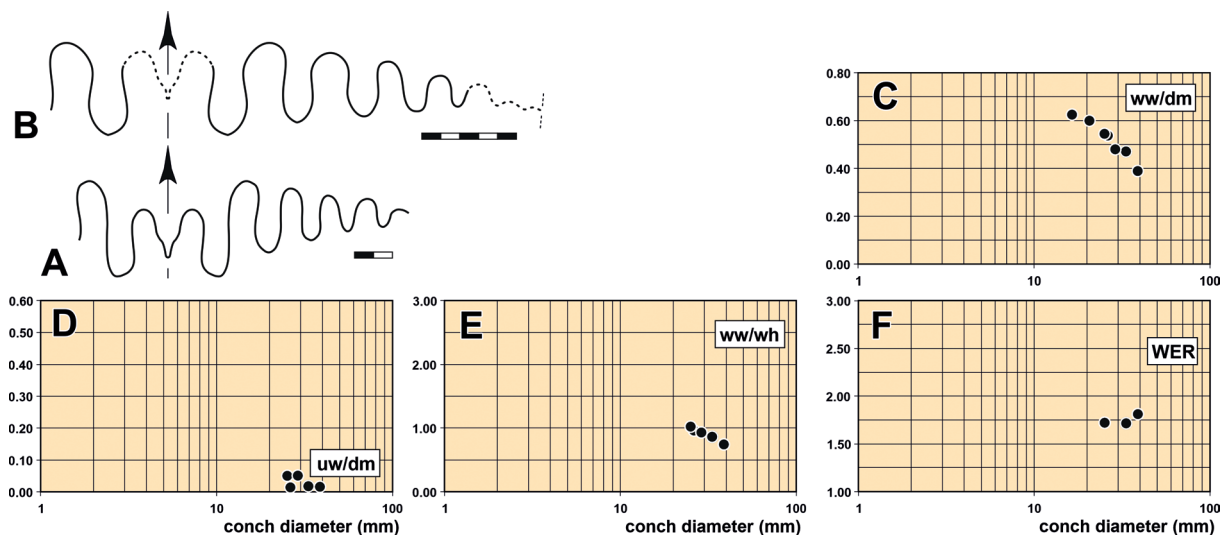 B
A
C
ww/dm
0.80
0.60
0.40
0.20
0.00
1 10 100
D
uw/dm
0.60
0.50
0.40
0.30
0.20
0.10
0.00
1 10 100
conch diameter (mm)
E
ww/wh
3.00
2.00
1.00
0.00
1 10 100
conch diameter (mm)
F
WER
3.00
2.50
2.00
1.50
1.00
1 10 100
conch diameter (mm)